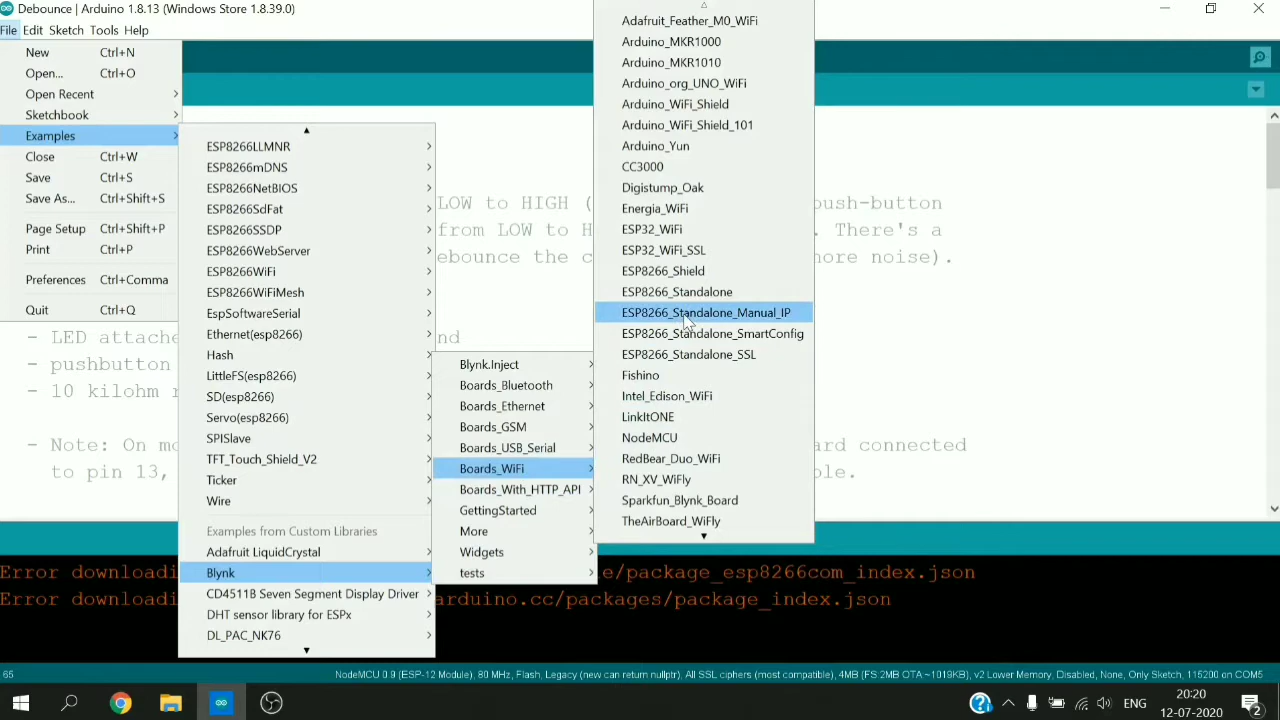 Debounce | Arduino 1.8.13 (Windows Store 1.8.39.0)
File Edit Sketch Tools Help
New Ctrl+N
Open... Ctrl+O
Open Recent
Sketchbook
Examples
Close Ctrl+W
Save Ctrl+S
Save As... Ctrl+Shift+S
Page Setup Ctrl+Shift+P
Print Ctrl+P
Preferences Ctrl+Comma
Quit Ctrl+Q
ESP8266LLMNR
ESP8266mDNS
ESP8266NetBIOS
ESP8266SdFat
ESP8266SSDP
ESP8266WebServer
ESP8266WiFi
ESP8266WiFiMesh
EspSoftwareSerial
Ethernet(esp8266)
Hash
LittleFS(esp8266)
SD(esp8266)
Servo(esp8266)
SPISlave
TFT_Touch_Shield_V2
Ticker
Wire
Examples from Custom Libraries
Adafruit LiquidCrystal
Blynk
CD4511B Seven Segment Display Driver
DHT sensor library for ESPx
DL_PAC_NK76
Blynk.Inject
Boards_Bluetooth
Boards_Ethernet
Boards_GSM
Boards_USB_Serial
Boards_WiFi
Boards_With_HTTP_API
GettingStarted
More
Widgets
tests
Adafruit_Feather_M0_WiFi
Arduino_MKR1000
Arduino_MKR1010
Arduino_org_UNO_WiFi
Arduino_WiFi_Shield
Arduino_WiFi_Shield_101
Arduino_Yun
CC3000
Digistump_Oak
Energia_WiFi
ESP32_WiFi
ESP32_WiFi_SSL
ESP8266_Shield
ESP8266_Standalone
ESP8266_Standalone_Manual_IP
ESP8266_Standalone_SmartConfig
ESP8266_Standalone_SSL
Fishino
Intel_Edison_WiFi
LinkItONE
NodeMCU
RedBear_Duo_WiFi
RN_XV_WiFly
Sparkfun_Blynk_Board
TheAirBoard_WiFly
LOW to HIGH ( push-button
from LOW to H . There's a
ebounce the c nore noise).
- LED attache nd
- pushbutton
- 10 kilohm r
- Note: On mo ard connected
to pin 13, ple.
Error downloadi e/package_esp8266com_index.json
Error downloadi arduino.cc/packages/package_index.json
65 NodeMCU 0.9 (ESP-12 Module), 80 MHz, Flash, Legacy (new can return nullptr), All SSL ciphers (most compatible), 4MB (FS:2MB OTA:~1019KB), v2 Lower Memory, Disabled, None, Only Sketch, 115200 on COM5
ENG
20:20
12-07-2020
2